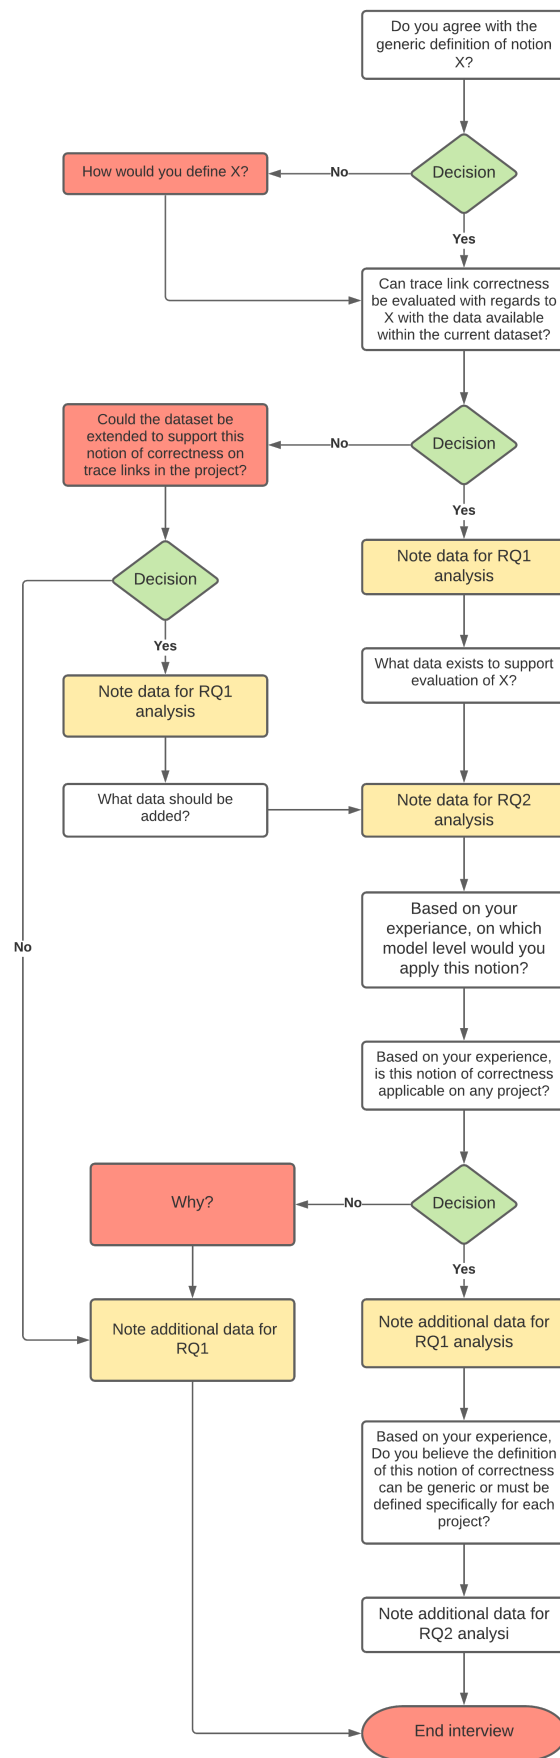 Do you agree with the
generic definition of notion
X?
Decision
No
How would you define X?
Yes
Can trace link correctness
be evaluated with regards to
X with the data available
within the current dataset?
Decision
No
Could the dataset be
extended to support this
notion of correctness on
trace links in the project?
Yes
Note data for RQ1
analysis
Decision
Yes
What data exists to support
evaluation of X?
Note data for RQ1
analysis
What data should be
added?
Note data for RQ2
analysis
Based on your
experiance, on which
model level would you
apply this notion?
No
Based on your experience,
is this notion of correctness
applicable on any project?
Decision
No
Why?
Yes
Note additional data for
RQ1
Note additional data for
RQ1 analysis
Based on your experience,
Do you believe the definition
of this notion of correctness
can be generic or must be
defined specifically for each
project?
Note additional data for
RQ2 analysi
End interview